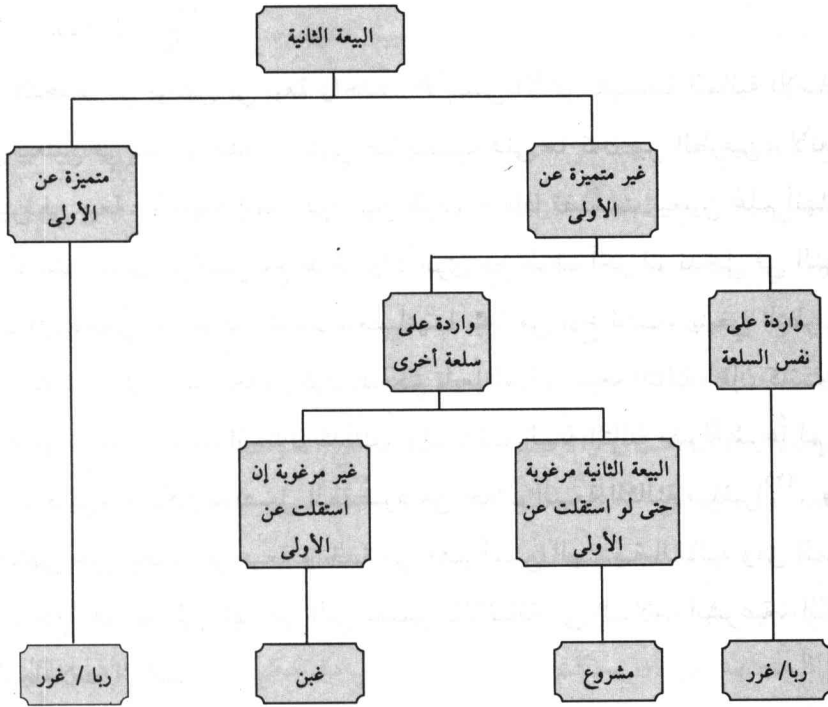 البيعة الثانية
غير متميزة عن
الأولى
متميزة عن
الأولى
واردة على
نفس السلعة
واردة على
سلعة أخرى
البيعة الثانية مرغوبة
حتى لو استقلت عن
الأولى
غير مرغوبة إن
استقلت عن
الأولى
ربا/غرر
مشروع
غبن
ربا / غرر